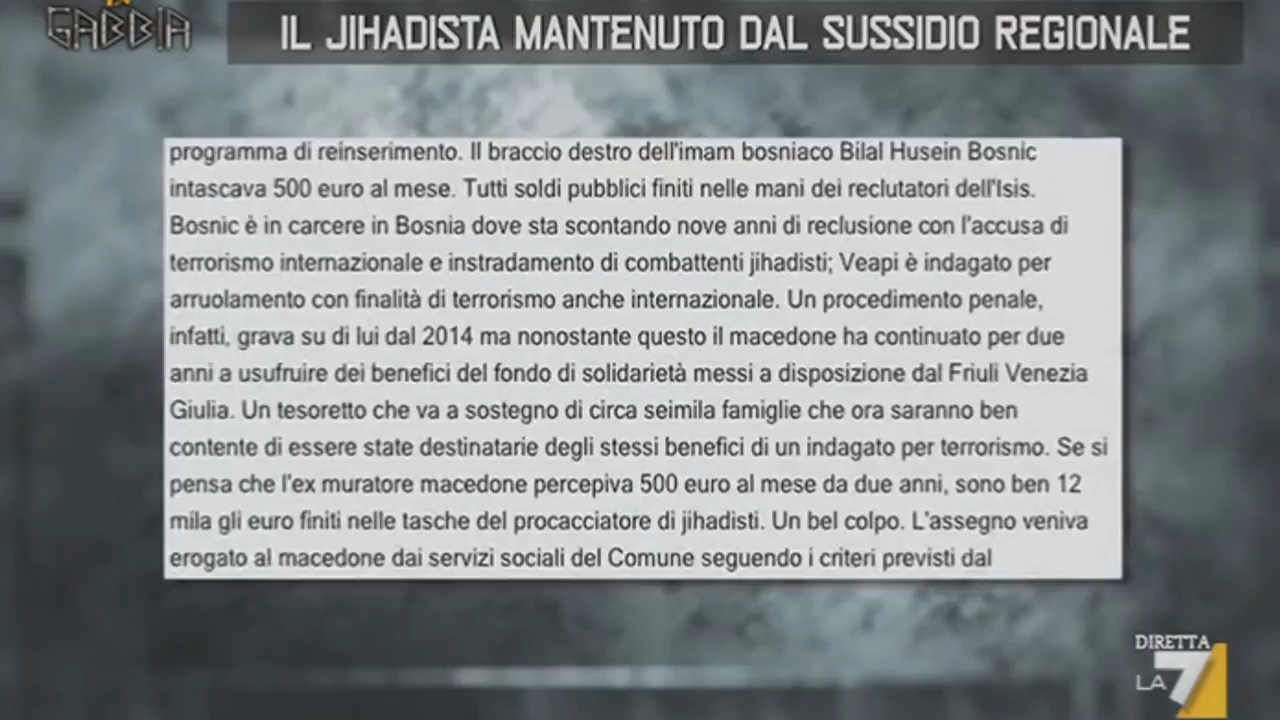 GABBIA
IL JIHADISTA MANTENUTO DAL SUSSIDIO REGIONALE
programma di reinserimento. Il braccio destro dell'imam bosniaco Bilal Husein Bosnic
intascava 500 euro al mese. Tutti soldi pubblici finiti nelle mani dei reclutatori dell'Isis.
Bosnic è in carcere in Bosnia dove sta scontando nove anni di reclusione con l'accusa di
terrorismo internazionale e instradamento di combattenti jihadisti; Veapi è indagato per
arruolamento con finalità di terrorismo anche internazionale. Un procedimento penale,
infatti, grava su di lui dal 2014 ma nonostante questo il macedone ha continuato per due
anni a usufruire dei benefici del fondo di solidarietà messi a disposizione dal Friuli Venezia
Giulia. Un tesoretto che va a sostegno di circa seimila famiglie che ora saranno ben
contente di essere state destinatarie degli stessi benefici di un indagato per terrorismo. Se si
pensa che l'ex muratore macedone percepiva 500 euro al mese da due anni, sono ben 12
mila gli euro finiti nelle tasche del procacciatore di jihadisti. Un bel colpo. L'assegno veniva
erogato al macedone dai servizi sociali del Comune seguendo i criteri previsti dal
DIRETTA
LA7